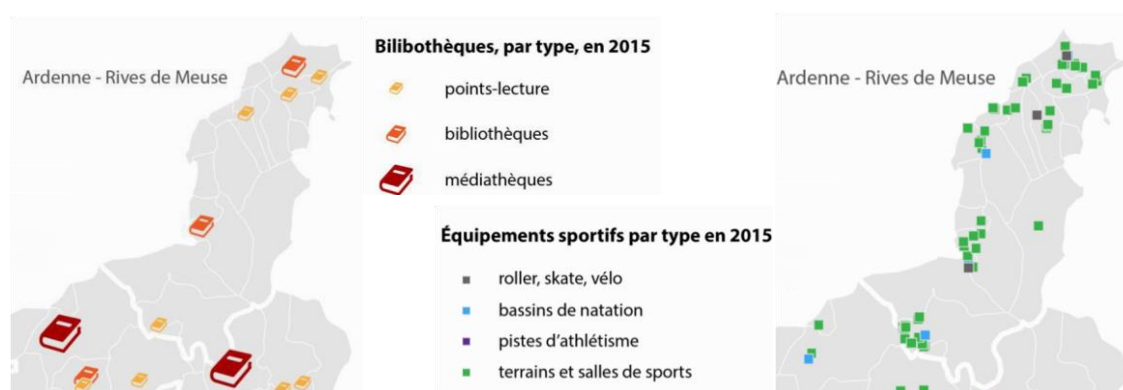 Ardenne - Rives de Meuse
Bilibothèques, par type, en 2015
points-lecture
bibliothèques
médiathèques
Équipements sportifs par type en 2015
roller, skate, vélo
bassins de natation
pistes d'athlétisme
terrains et salles de sports
Ardenne - Rives de Meuse